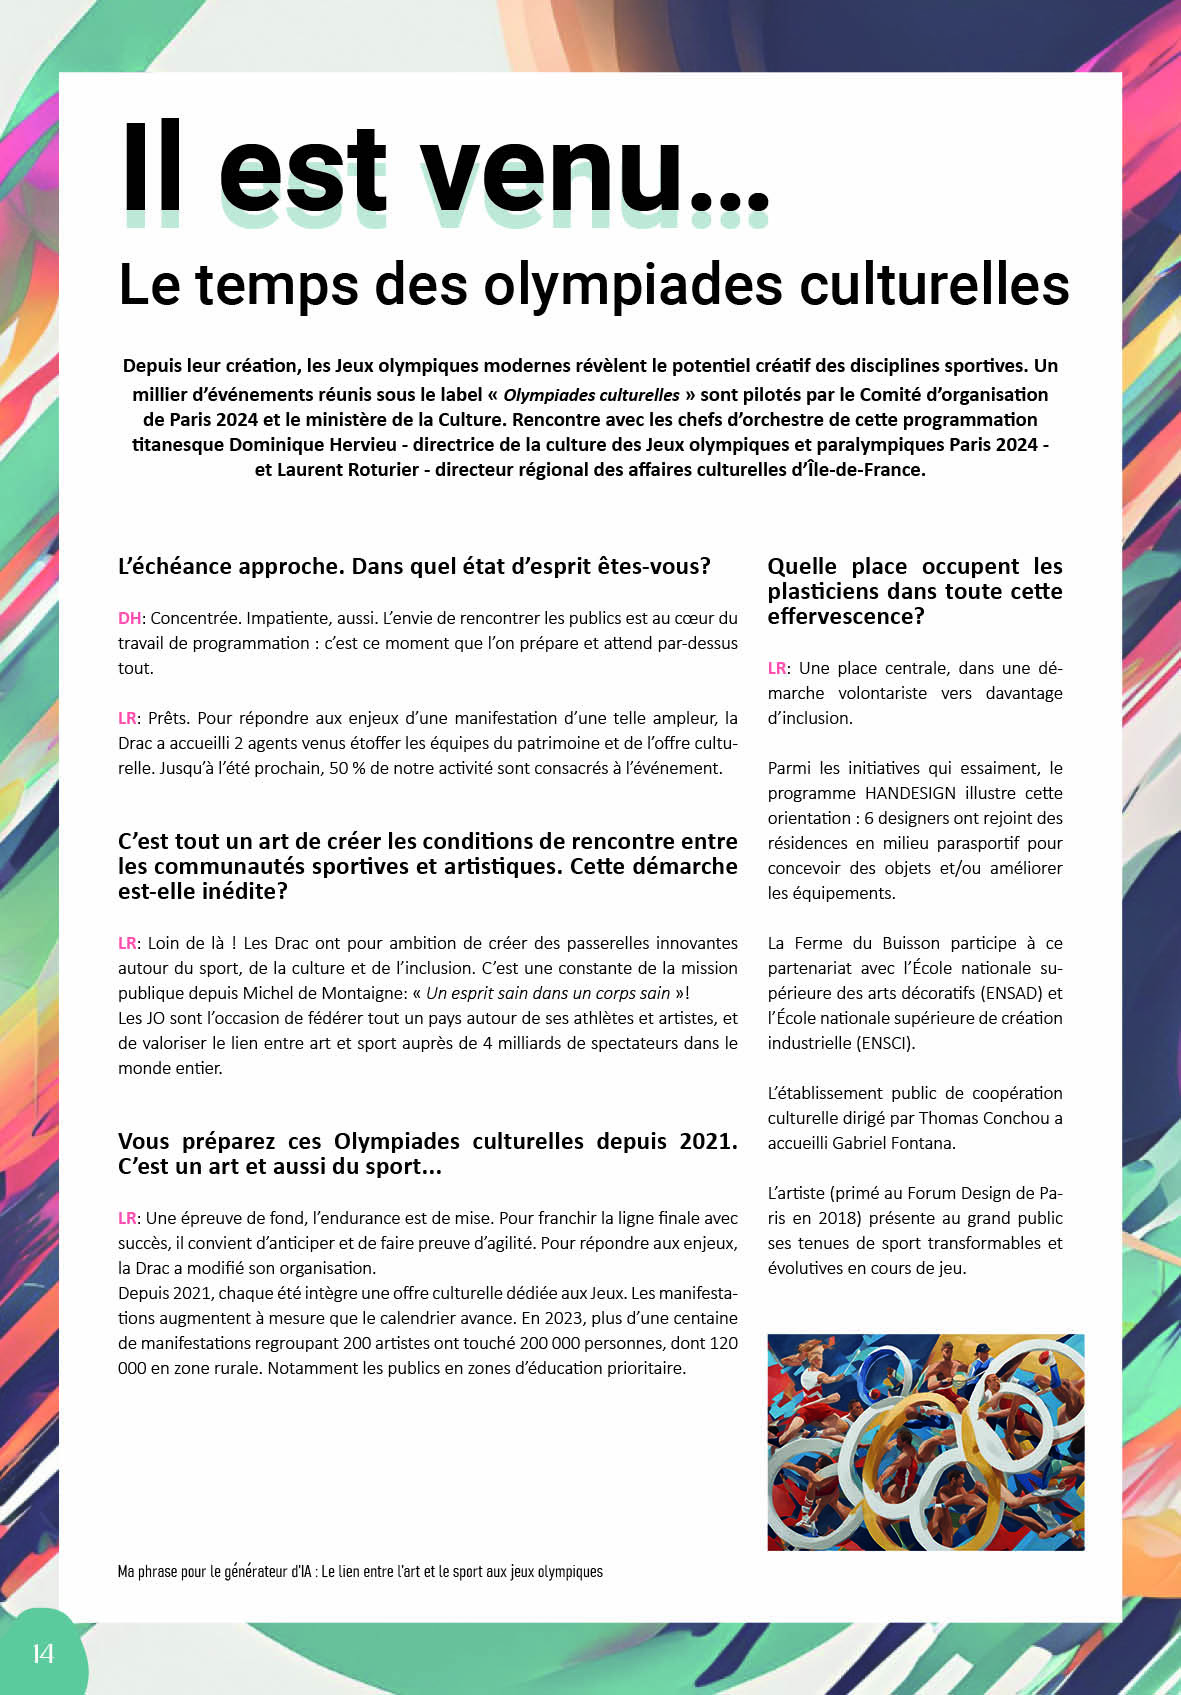 Il est venu...
Le temps des olympiades culturelles
Depuis leur création, les Jeux olympiques modernes révèlent le potentiel créatif des disciplines sportives. Un
millier d’événements réunis sous le label « Olympiades culturelles » sont pilotés par le Comité d’organisation
de Paris 2024 et le ministère de la Culture. Rencontre avec les chefs d’orchestre de cette programmation
titanesque Dominique Hervieu - directrice de la culture des Jeux olympiques et paralympiques Paris 2024 -
et Laurent Roturier - directeur régional des affaires culturelles d’Île-de-France.
L’échéance approche. Dans quel état d’esprit êtes-vous?
DH: Concentrée. Impatiente, aussi. L’envie de rencontrer les publics est au cœur du
travail de programmation : c’est ce moment que l’on prépare et attend par-dessus
tout.
LR: Prêts. Pour répondre aux enjeux d’une manifestation d’une telle ampleur, la
Drac a accueilli 2 agents venus étoffer les équipes du patrimoine et de l’offre cultu-
relle. Jusqu’à l’été prochain, 50 % de notre activité sont consacrés à l’événement.
C’est tout un art de créer les conditions de rencontre entre
les communautés sportives et artistiques. Cette démarche
est-elle inédite?
LR: Loin de là ! Les Drac ont pour ambition de créer des passerelles innovantes
autour du sport, de la culture et de l’inclusion. C’est une constante de la mission
publique depuis Michel de Montaigne: « Un esprit sain dans un corps sain »!
Les JO sont l’occasion de fédérer tout un pays autour de ses athlètes et artistes, et
de valoriser le lien entre art et sport auprès de 4 milliards de spectateurs dans le
monde entier.
Vous préparez ces Olympiades culturelles depuis 2021.
C’est un art et aussi du sport...
LR: Une épreuve de fond, l’endurance est de mise. Pour franchir la ligne finale avec
succès, il convient d’anticiper et de faire preuve d’agilité. Pour répondre aux enjeux,
la Drac a modifié son organisation.
Depuis 2021, chaque été intègre une offre culturelle dédiée aux Jeux. Les manifesta-
tions augmentent à mesure que le calendrier avance. En 2023, plus d’une centaine
de manifestations regroupant 200 artistes ont touché 200 000 personnes, dont 120
000 en zone rurale. Notamment les publics en zones d’éducation prioritaire.
Quelle place occupent les
plasticiens dans toute cette
effervescence?
LR: Une place centrale, dans une dé-
marche volontariste vers davantage
d’inclusion.
Parmi les initiatives qui essaiment, le
programme HANDESIGN illustre cette
orientation : 6 designers ont rejoint des
résidences en milieu parasportif pour
concevoir des objets et/ou améliorer
les équipements.
La Ferme du Buisson participe à ce
partenariat avec l’École nationale su-
périeure des arts décoratifs (ENSAD) et
l’École nationale supérieure de création
industrielle (ENSCI).
L’établissement public de coopération
culturelle dirigé par Thomas Conchou a
accueilli Gabriel Fontana.
L’artiste (primé au Forum Design de Pa-
ris en 2018) présente au grand public
ses tenues de sport transformables et
évolutives en cours de jeu.
Ma phrase pour le générateur d'IA : Le lien entre l'art et le sport aux jeux olympiques
14